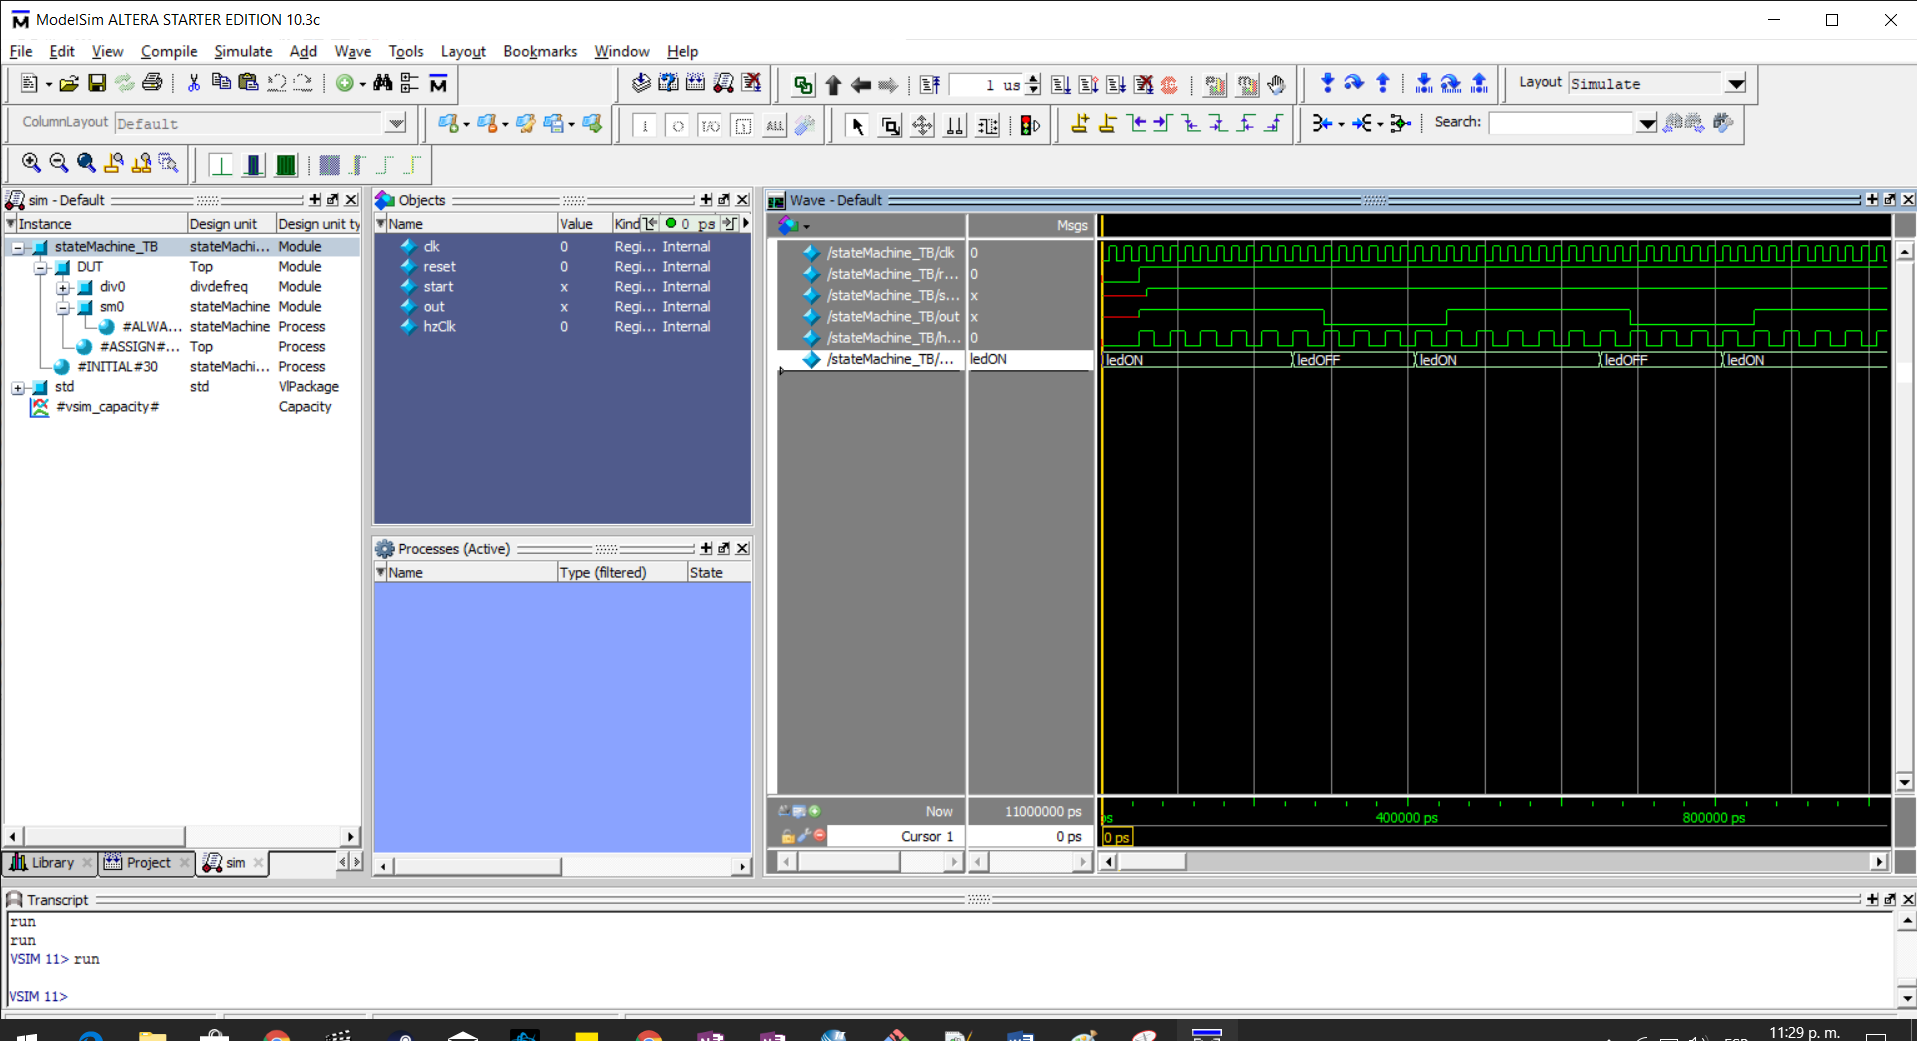 ModelSim ALTERA STARTER EDITION 10.3c
File Edit View Compile Simulate Add Wave Tools Layout Bookmarks Window Help
1 us
Layout Simulate
ColumnLayout Default
Search:
sim - Default
Instance Design unit Design unit ty
stateMachine_TB stateMachi... Module
DUT Top Module
div0 divdefreq Module
sm0 stateMachine Module
#ALWA... stateMachine Process
#ASSIGN#... Top Process
#INITIAL#30 stateMachi... Process
std std VlPackage
#vsim_capacity# Capacity
Library Project sim
Objects
Name Value Kind 0 ps
clk 0 Regi... Internal
reset 0 Regi... Internal
start x Regi... Internal
out x Regi... Internal
hzClk 0 Regi... Internal
Processes (Active)
Name Type (filtered) State
Wave - Default
Msgs
/stateMachine_TB/clk 0
/stateMachine_TB/r... 0
/stateMachine_TB/s... x
/stateMachine_TB/out x
/stateMachine_TB/h... 0
/stateMachine_TB/... ledON ledON ledOFF ledON ledOFF ledON
Now 11000000 ps ps 400000 ps 800000 ps
Cursor 1 0 ps 0 ps
Transcript
run
run
VSIM 11> run
VSIM 11>
11:29 p. m.